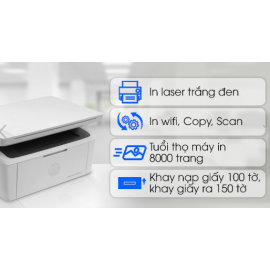 In laser trắng đen
In wifi, Copy, Scan
Tuổi thọ máy in
8000 trang
Khay nạp giấy 100 tờ,
khay giấy ra 150 tờ